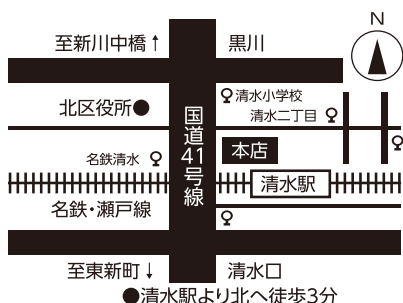 N
至新川中橋↑
黒川
清水小学校
清水二丁目
北区役所●
国道41号線
本店
名鉄清水
清水駅
名鉄・瀬戸線
至東新町↓
清水口
●清水駅より北へ徒歩3分